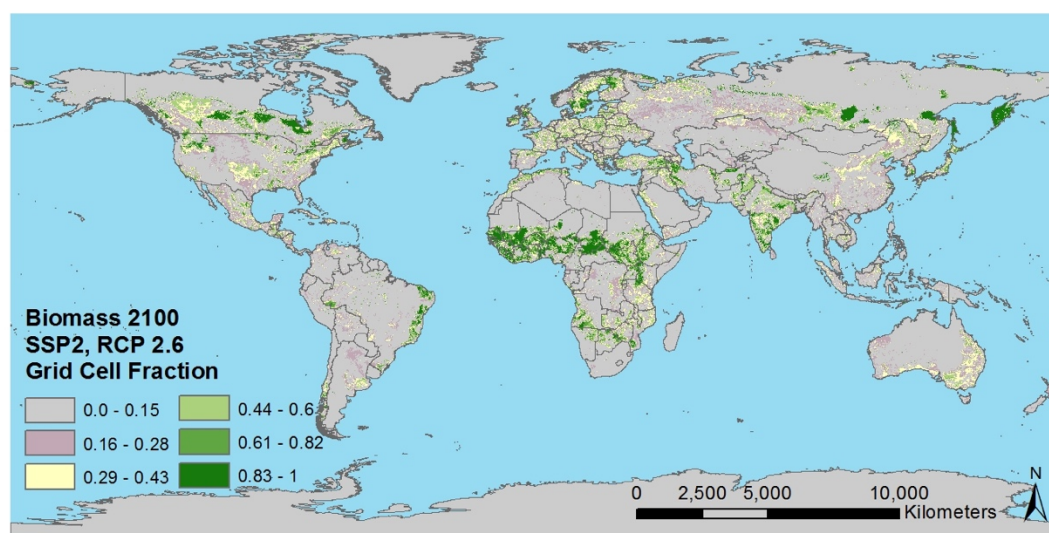 Biomass 2100
SSP2, RCP 2.6
Grid Cell Fraction
0.0 - 0.15
0.16 - 0.28
0.29 - 0.43
0.44 - 0.6
0.61 - 0.82
0.83 - 1
0 2,500 5,000 10,000
Kilometers
N